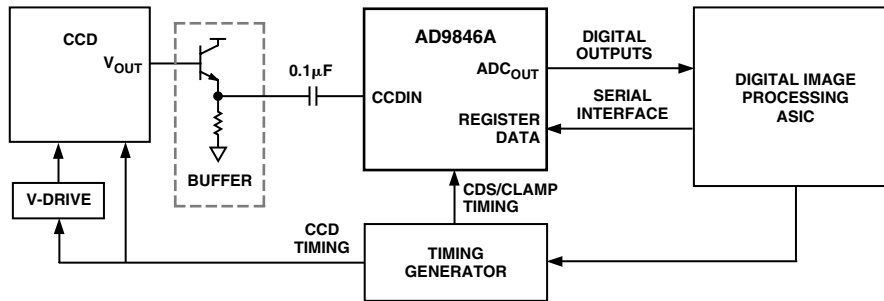 CCD
VOUT
BUFFER
V-DRIVE
0.1μF
AD9846A
ADCOUT
CCDIN
REGISTER
DATA
DIGITAL
OUTPUTS
SERIAL
INTERFACE
DIGITAL IMAGE
PROCESSING
ASIC
CDS/CLAMP
TIMING
CCD
TIMING
TIMING
GENERATOR